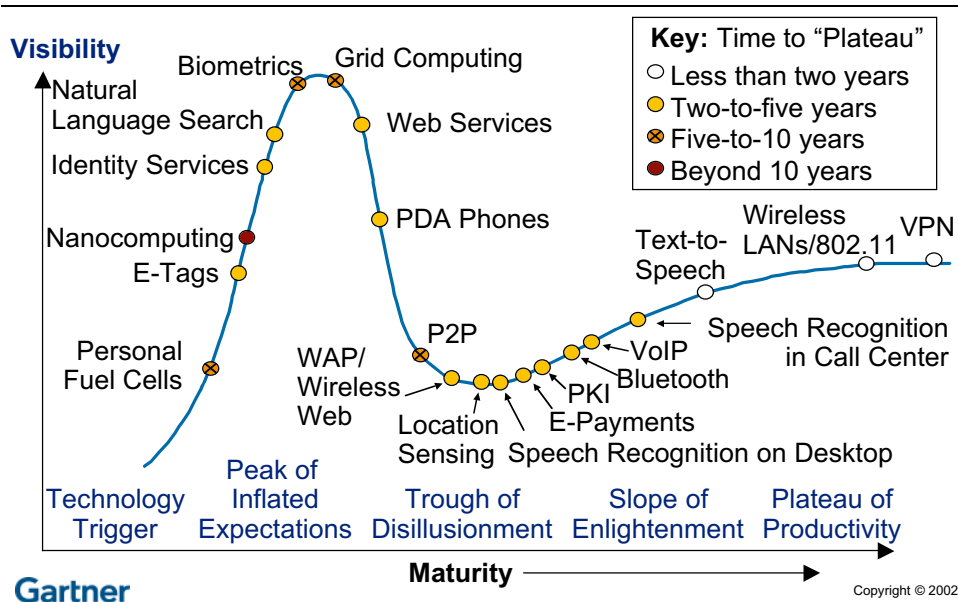 Visibility
Key: Time to “Plateau”
Less than two years
Two-to-five years
Five-to-10 years
Beyond 10 years
Natural
Language Search
Biometrics
Grid Computing
Identity Services
Web Services
Nanocomputing
PDA Phones
E-Tags
Personal
Fuel Cells
P2P
WAP/
Wireless
Web
Location
Sensing
Speech Recognition on Desktop
E-Payments
PKI
Bluetooth
VoIP
Speech Recognition
in Call Center
Text-to-
Speech
Wireless
LANs/802.11
VPN
Technology
Trigger
Peak of
Inflated
Expectations
Trough of
Disillusionment
Slope of
Enlightenment
Plateau of
Productivity
Maturity
Gartner
Copyright © 2002